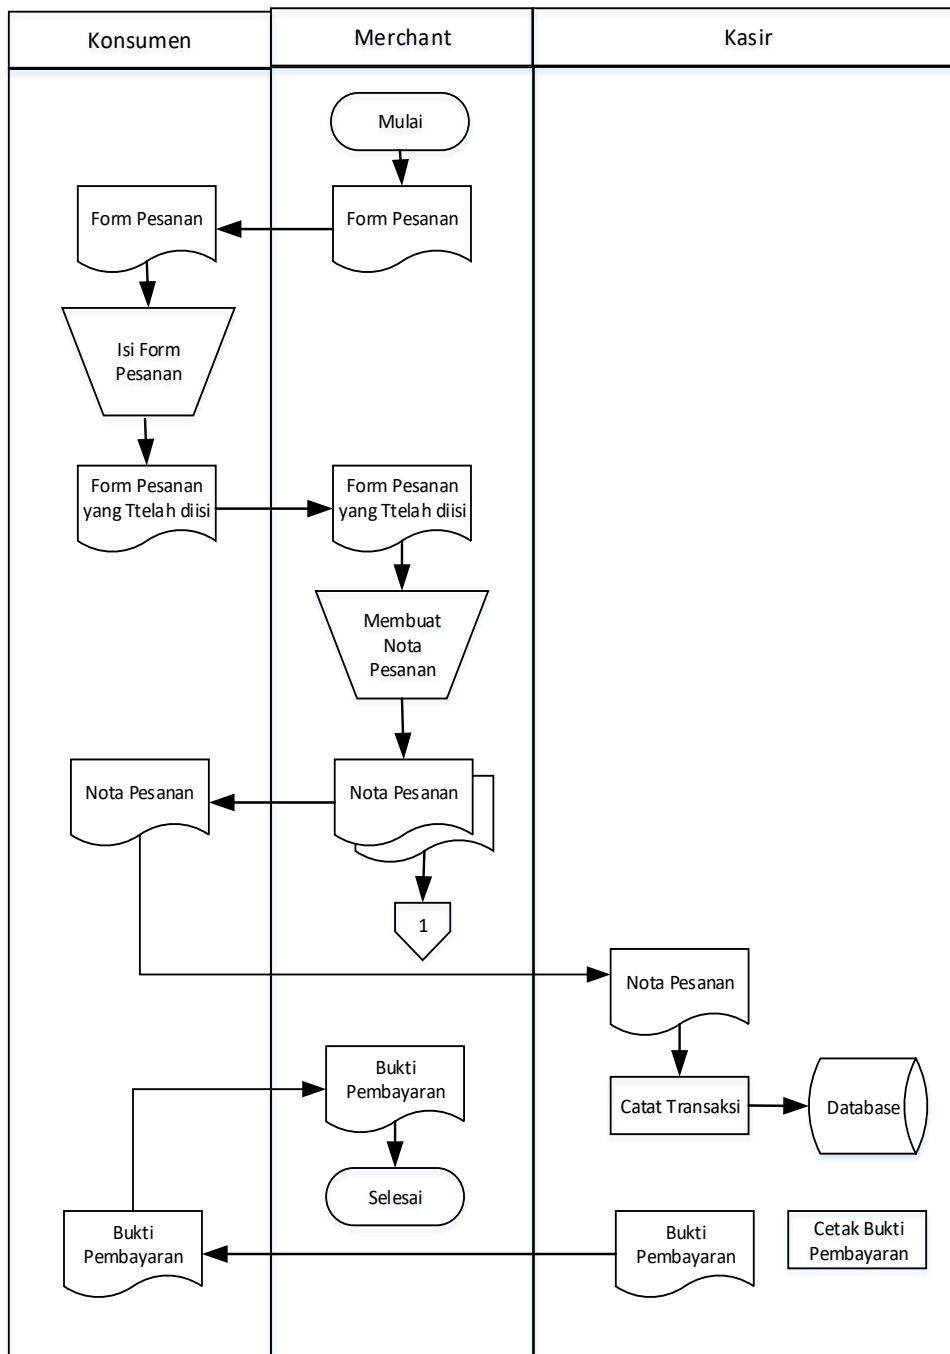 Konsumen
Merchant
Kasir
Mulai
Form Pesanan
Form Pesanan
Isi Form
Pesanan
Form Pesanan
yang Ttelah diisi
Form Pesanan
yang Ttelah diisi
Membuat
Nota
Pesanan
Nota Pesanan
Nota Pesanan
1
Nota Pesanan
Bukti
Pembayaran
Catat Transaksi
Database
Selesai
Bukti
Pembayaran
Bukti
Pembayaran
Cetak Bukti
Pembayaran